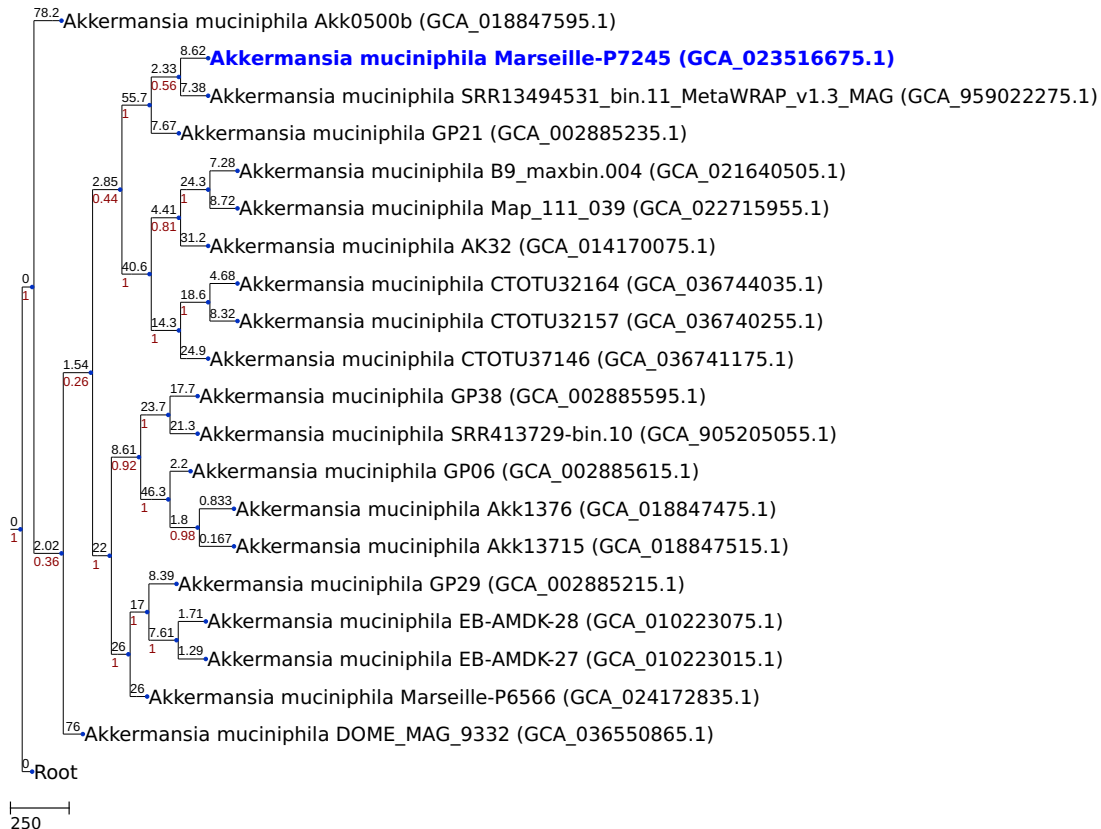 78.2 Akkermansia muciniphila Akk0500b (GCA_018847595.1)
8.62 Akkermansia muciniphila Marseille-P7245 (GCA_023516675.1)
2.33
0.56
7.38 Akkermansia muciniphila SRR13494531_bin.11_MetaWRAP_v1.3_MAG (GCA_959022275.1)
55.7
1
7.67 Akkermansia muciniphila GP21 (GCA_002885235.1)
7.28 Akkermansia muciniphila B9_maxbin.004 (GCA_021640505.1)
2.85
0.44
24.3
1
8.72 Akkermansia muciniphila Map_111_039 (GCA_022715955.1)
4.41
0.81
31.2 Akkermansia muciniphila AK32 (GCA_014170075.1)
40.6
1
4.68 Akkermansia muciniphila CTOTU32164 (GCA_036744035.1)
0
1
18.6
1
8.32 Akkermansia muciniphila CTOTU32157 (GCA_036740255.1)
14.3
1
24.9 Akkermansia muciniphila CTOTU37146 (GCA_036741175.1)
1.54
0.26
17.7 Akkermansia muciniphila GP38 (GCA_002885595.1)
23.7
1
21.3 Akkermansia muciniphila SRR413729-bin.10 (GCA_905205055.1)
8.61
0.92
2.2 Akkermansia muciniphila GP06 (GCA_002885615.1)
46.3
1
0.833 Akkermansia muciniphila Akk1376 (GCA_018847475.1)
1.8
0.98
0
1
0.167 Akkermansia muciniphila Akk13715 (GCA_018847515.1)
2.02
0.36
22
1
8.39 Akkermansia muciniphila GP29 (GCA_002885215.1)
17
1
1.71 Akkermansia muciniphila EB-AMDK-28 (GCA_010223075.1)
7.61
1
1.29 Akkermansia muciniphila EB-AMDK-27 (GCA_010223015.1)
26
1
26 Akkermansia muciniphila Marseille-P6566 (GCA_024172835.1)
76 Akkermansia muciniphila DOME_MAG_9332 (GCA_036550865.1)
0 Root
250